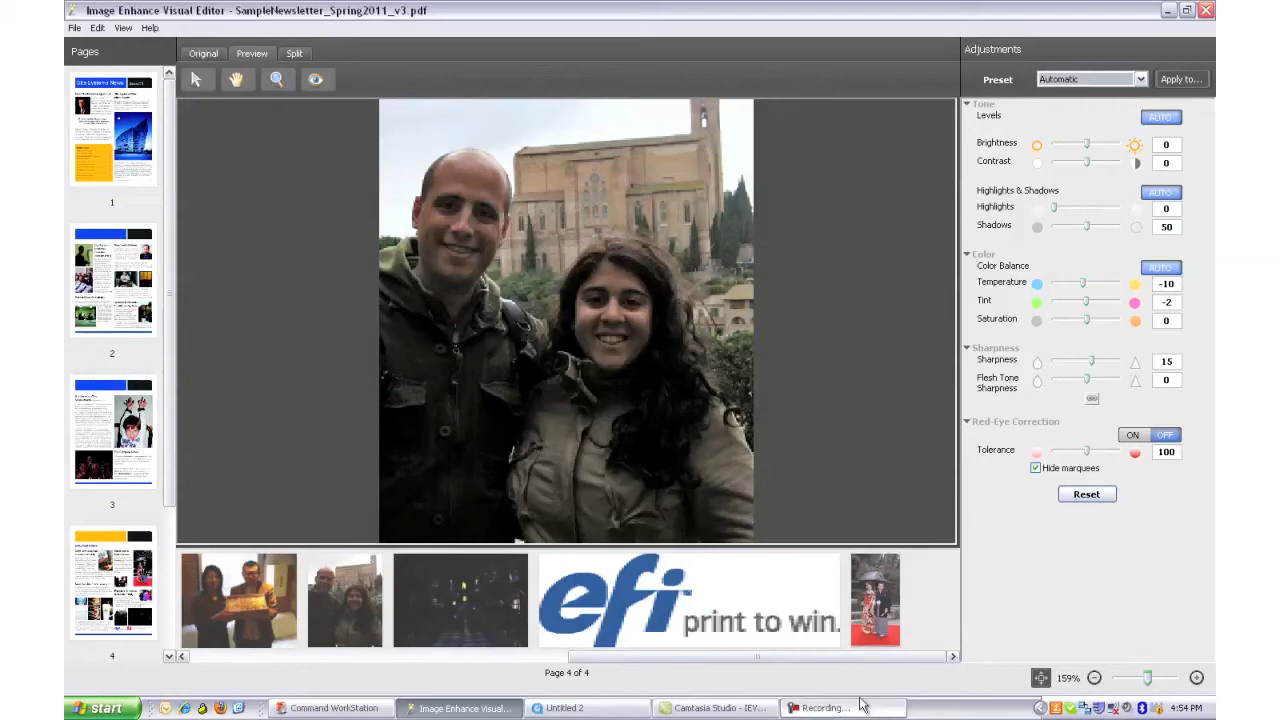 Image Enhance Visual Editor - SampleNewsletter_Spring2011_v3.pdf
File Edit View Help
Pages
Original Preview Split
Adjustments
Preset Automatic Apply to...
Tone
Levels AUTO
Brightness 0
Contrast 0
Highlights & Shadows AUTO
Highlights 0
Shadows 50
Color
Color Balance AUTO
Temperature -10
Tint -2
Saturation 0
Sharpness
Sharpness 15
Flesh Tone
Sharpness 0
Red-Eye Correction
ON OFF
Tolerance 100
Hide marquees
Reset
1
2
3
4
efi print to win.
Page 4 of 4
159%
start
Command WorkStation
Image Enhance Visual...
Untitled 2
Camtasia Studio - IEV...
Recording...
4:54 PM